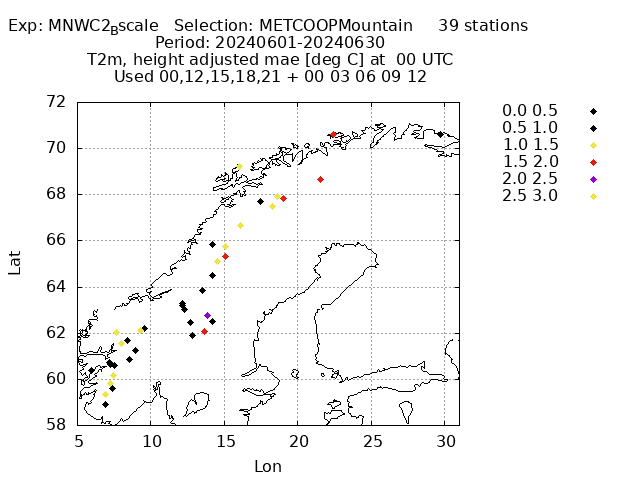 Exp: MNWC2_Bscale   Selection: METCOOPMountain     39 stations
Period: 20240601-20240630
T2m, height adjusted mae [deg C] at  00 UTC
Used 00,12,15,18,21 + 00 03 06 09 12
0.0 0.5
0.5 1.0
1.0 1.5
1.5 2.0
2.0 2.5
2.5 3.0
72
70
68
66
64
62
60
58
Lat
5 10 15 20 25 30
Lon